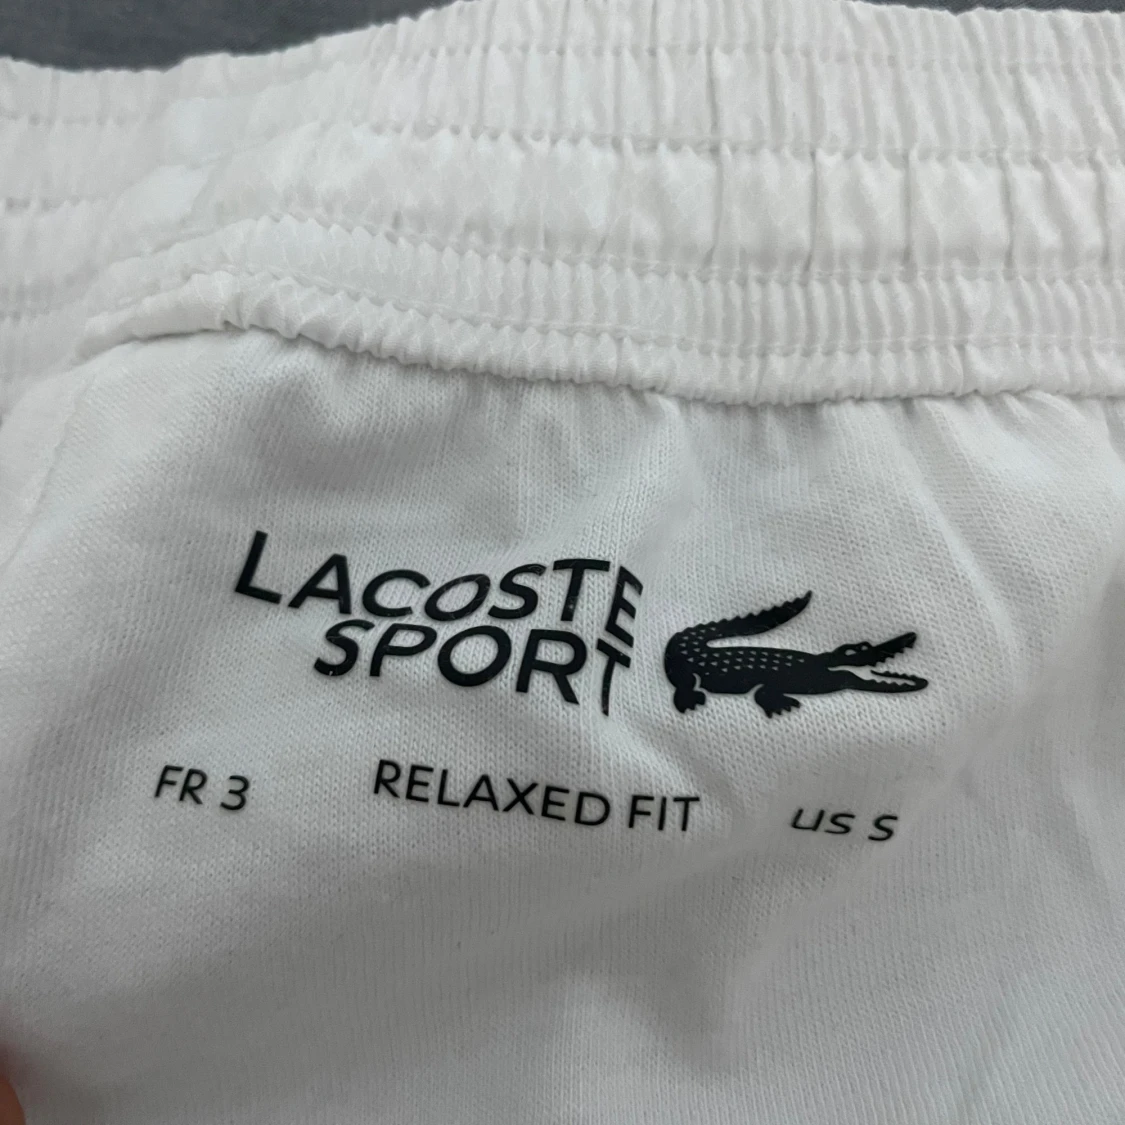 LACOSTE
SPORT
FR 3 RELAXED FIT US S